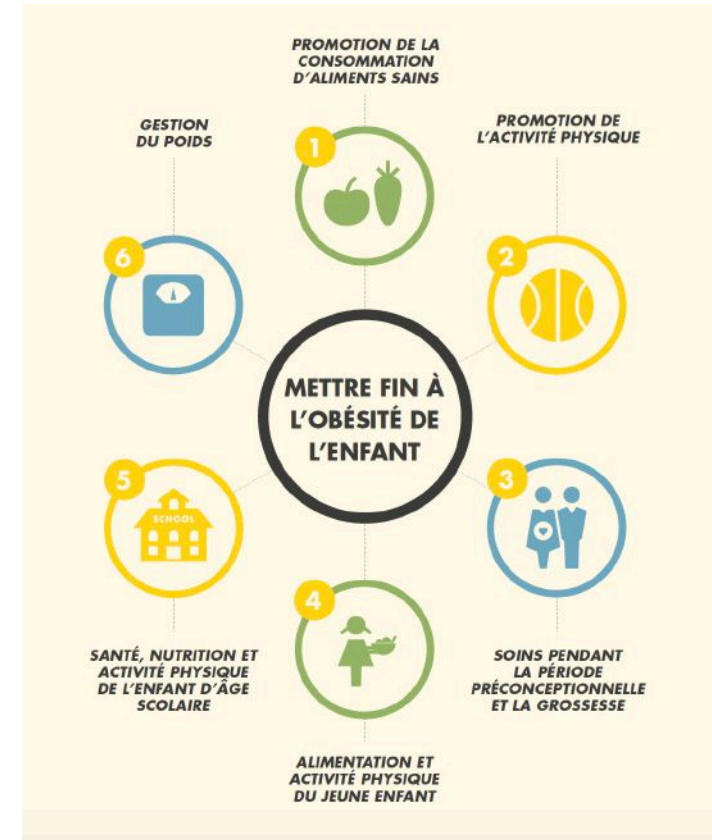 PROMOTION DE LA
CONSOMMATION
D'ALIMENTS SAINS
1
PROMOTION DE
L'ACTIVITÉ PHYSIQUE
2
GESTION
DU POIDS
6
METTRE FIN À
L'OBÉSITÉ DE
L'ENFANT
3
SOINS PENDANT
LA PÉRIODE
PRÉCONCEPTIONNELLE
ET LA GROSSESSE
5
SCHOOL
SANTÉ, NUTRITION ET
ACTIVITÉ PHYSIQUE
DE L'ENFANT D'ÂGE
SCOLAIRE
4
ALIMENTATION ET
ACTIVITÉ PHYSIQUE
DU JEUNE ENFANT